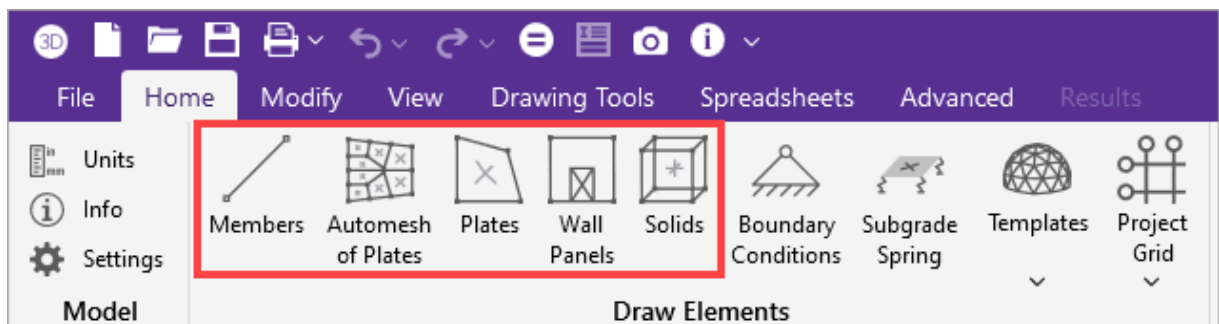 3D
File Home Modify View Drawing Tools Spreadsheets Advanced Results
Units
Info
Settings
Model
Members
Automesh
of Plates
Plates
Wall
Panels
Solids
Boundary
Conditions
Subgrade
Spring
Templates
Project
Grid
Draw Elements